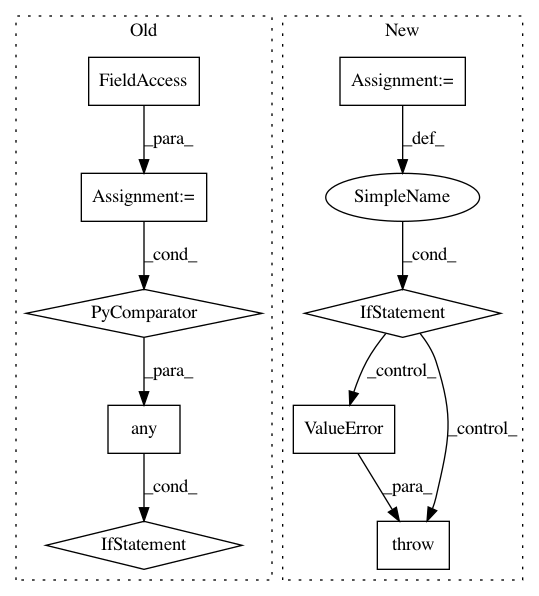 Old
FieldAccess
_para_
Assignment:=
_cond_
PyComparator
_para_
any
_cond_
IfStatement
New
Assignment:=
_def_
SimpleName
_cond_
IfStatement
_control_
_control_
ValueError
_para_
throw